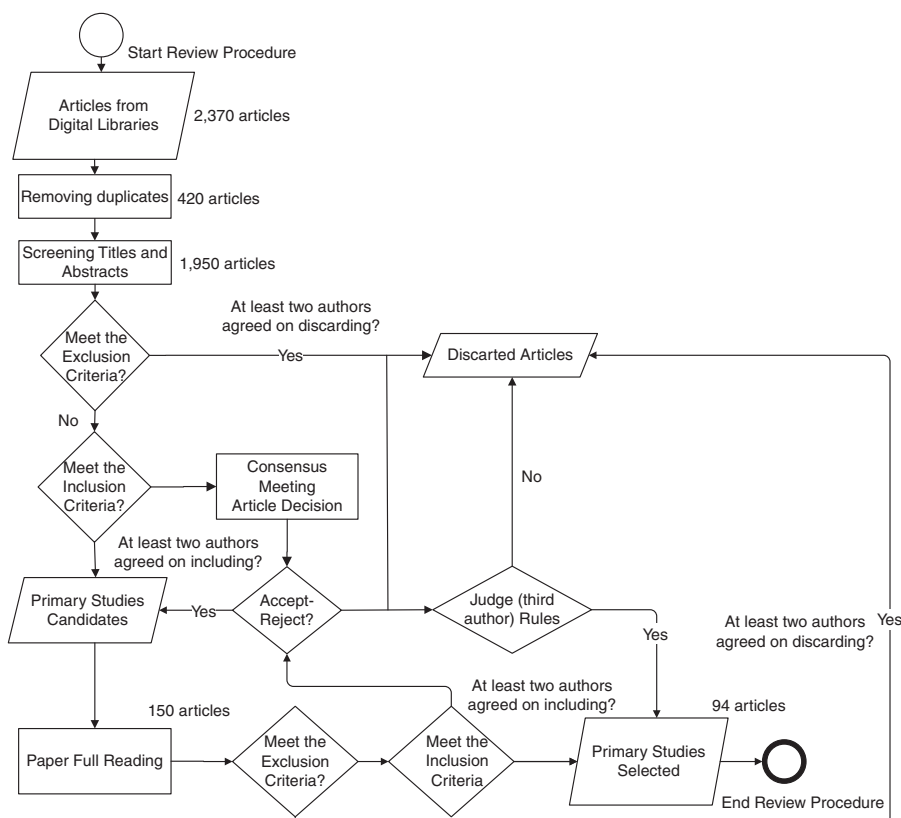 Start Review Procedure
Articles from
Digital Libraries
2,370 articles
Removing duplicates
420 articles
Screening Titles and
Abstracts
1,950 articles
At least two authors
agreed on discarding?
Meet the
Exclusion
Criteria?
Yes
Discarted Articles
No
Meet the
Inclusion
Criteria?
Consensus
Meeting
Article Decision
No
At least two authors
agreed on including?
Primary Studies
Candidates
Yes
Accept-
Reject?
Judge (third
author) Rules
Yes
At least two authors
agreed on discarding?
Yes
150 articles
At least two authors
agreed on including?
94 articles
Paper Full Reading
Meet the
Exclusion
Criteria?
Meet the
Inclusion
Criteria
Primary Studies
Selected
End Review Procedure